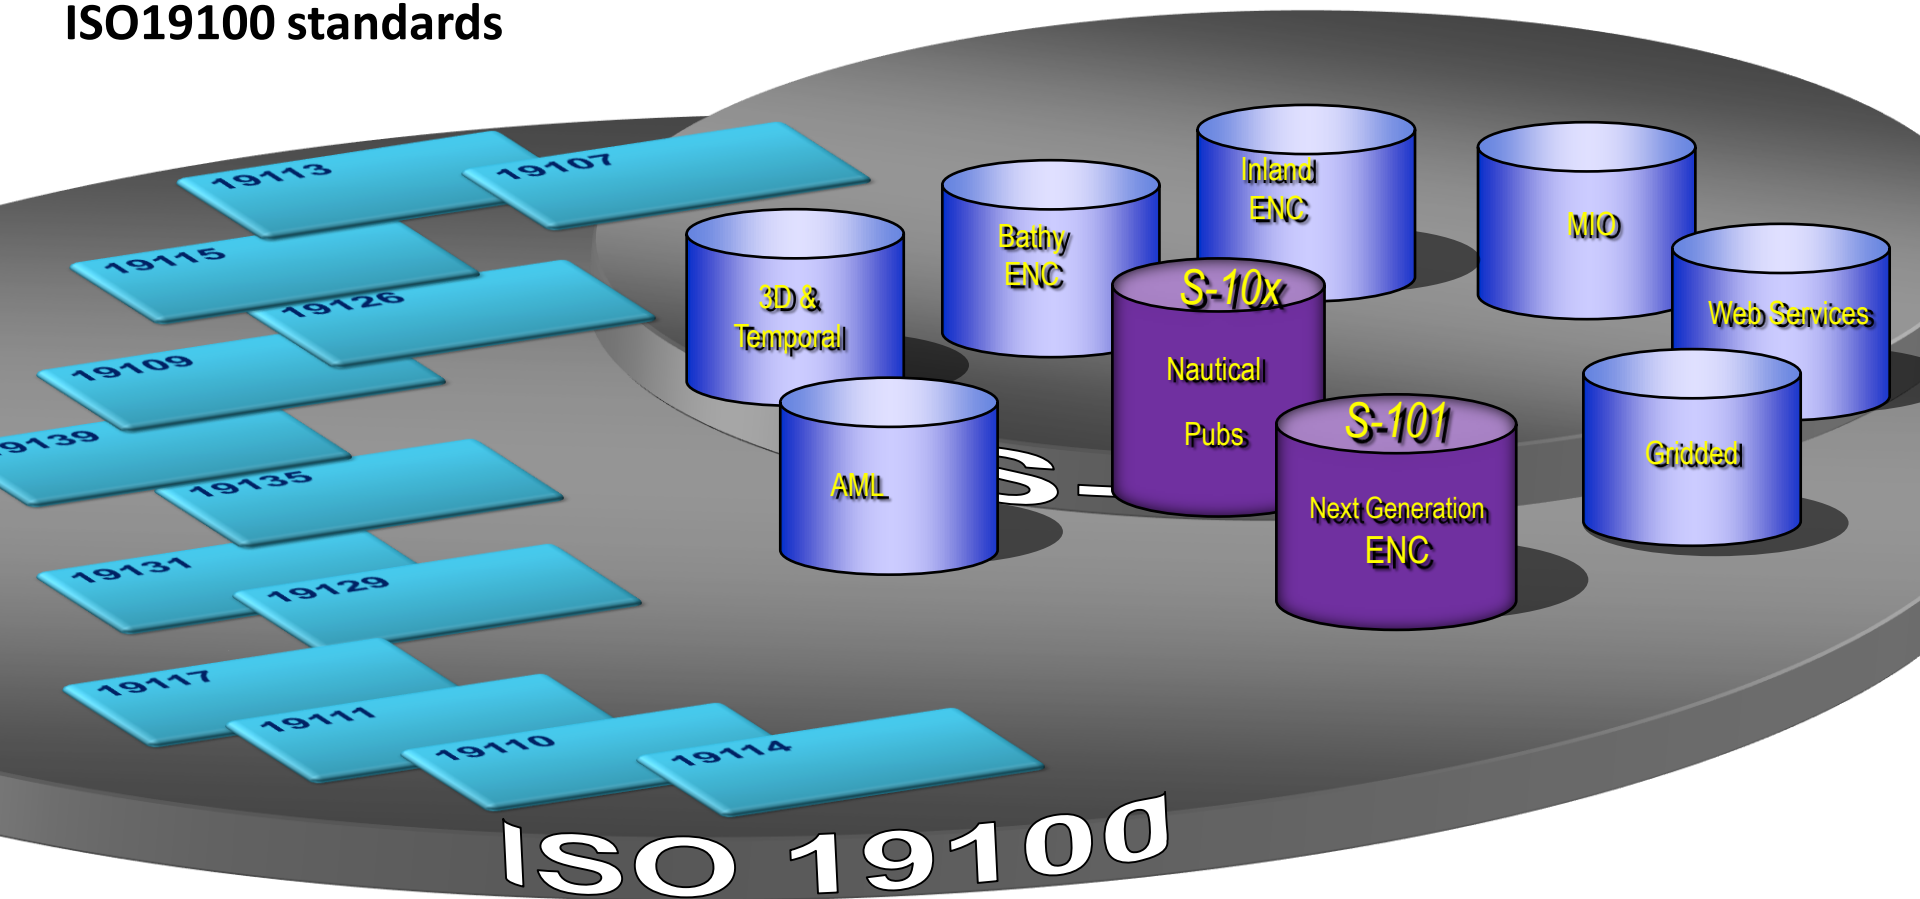 ISO19100 standards
19113
19107
19115
19126
19109
19139
19135
19131
19129
19117
19111
19110
19114
Inland
ENC
MIO
Bathy
ENC
3D &
Temporal
S-10x
Nautical
Pubs
Web Services
AML
S-101
Next Generation
ENC
Gridded
S-
ISO 19100